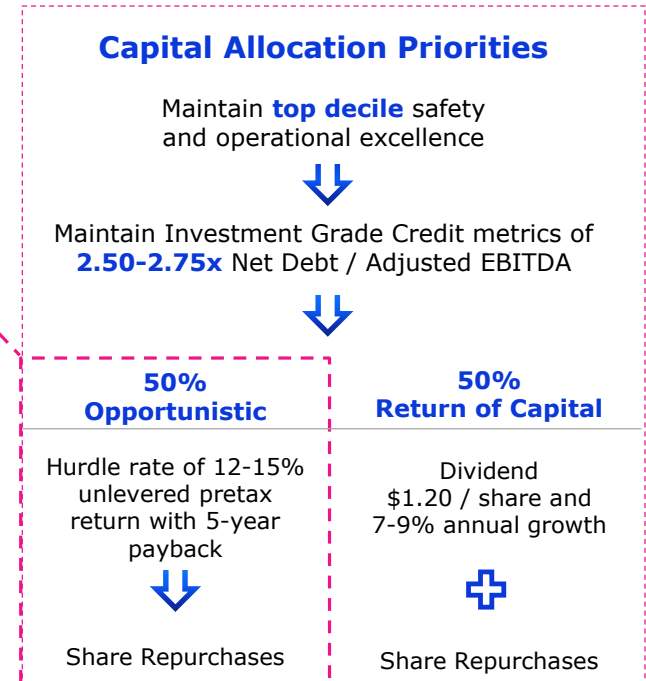 Capital Allocation Priorities
Maintain top decile safety
and operational excellence
Maintain Investment Grade Credit metrics of
2.50-2.75x Net Debt / Adjusted EBITDA
50%
Opportunistic
Hurdle rate of 12-15%
unlevered pretax
return with 5-year
payback
Share Repurchases
50%
Return of Capital
Dividend
$1.20 / share and
7-9% annual growth
Share Repurchases